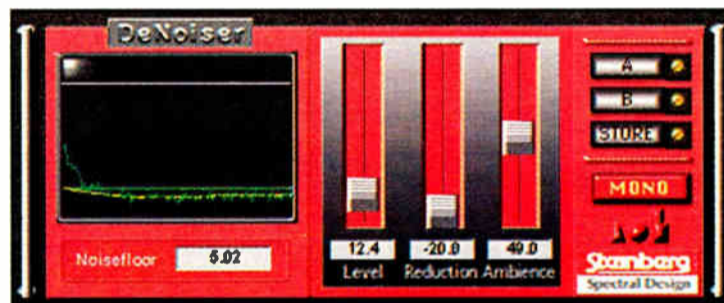 DeNoiser
A
B
STORE
MONO
Noisefloor 5.02
12.4 -20.0 49.0
Level Reduction Ambience
Steinberg
Spectral Design